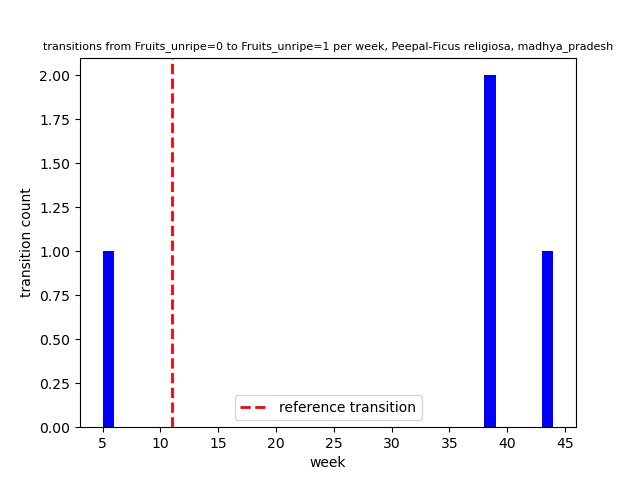 transitions from Fruits_unripe=0 to Fruits_unripe=1 per week, Peepal-Ficus religiosa, madhya_pradesh
2.00
1.75
1.50
1.25
1.00
0.75
0.50
0.25
0.00
transition count
reference transition
5 10 15 20 25 30 35 40 45
week